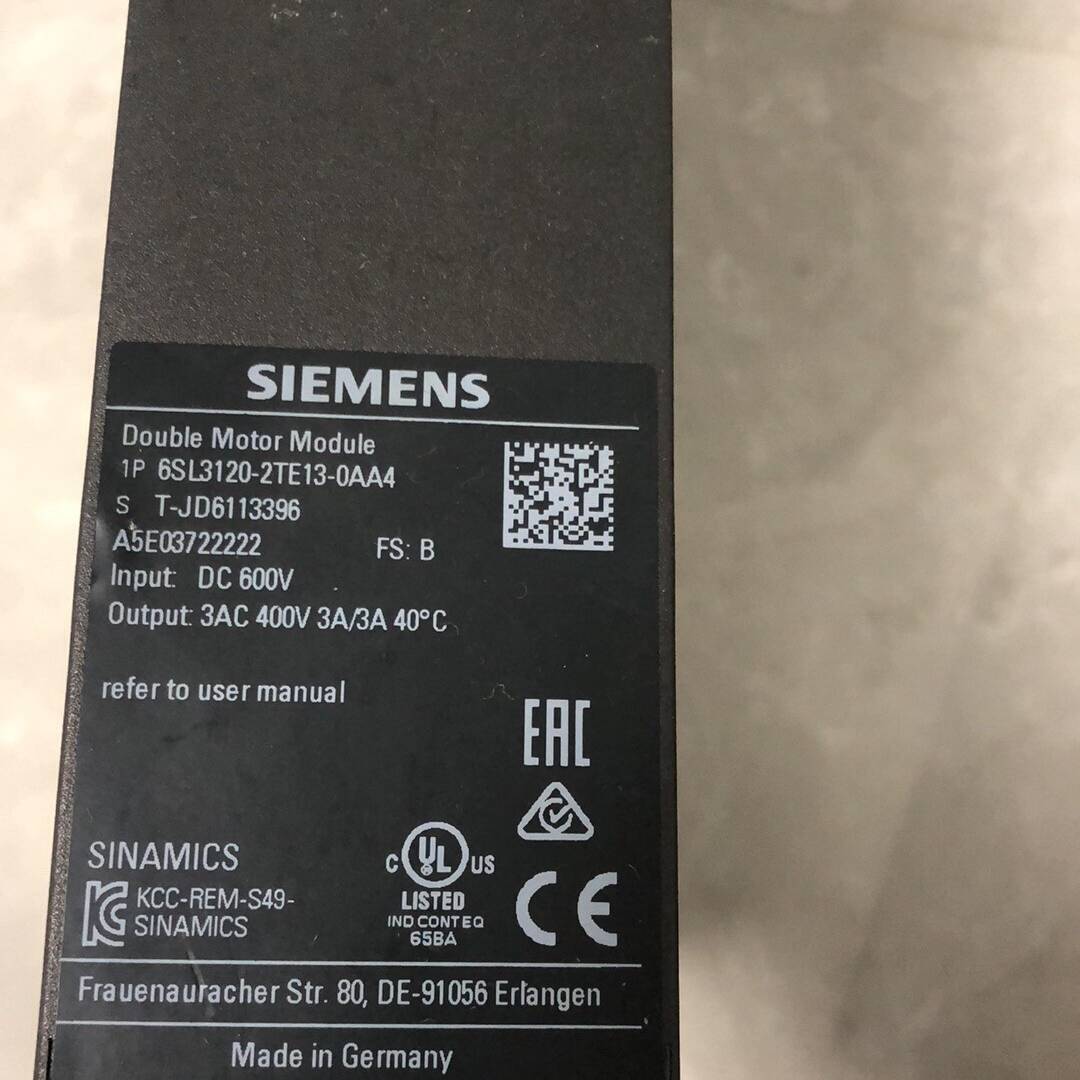 SIEMENS
Double Motor Module
1P 6SL3120-2TE13-0AA4
S T-JD6113396
A5E03722222 FS: B
Input: DC 600V
Output: 3AC 400V 3A/3A 40°C
refer to user manual
EAC
SINAMICS
C UL US
LISTED
IND CONT EQ
65BA
KCC-REM-S49-
SINAMICS
CE
Frauenauracher Str. 80, DE-91056 Erlangen
Made in Germany